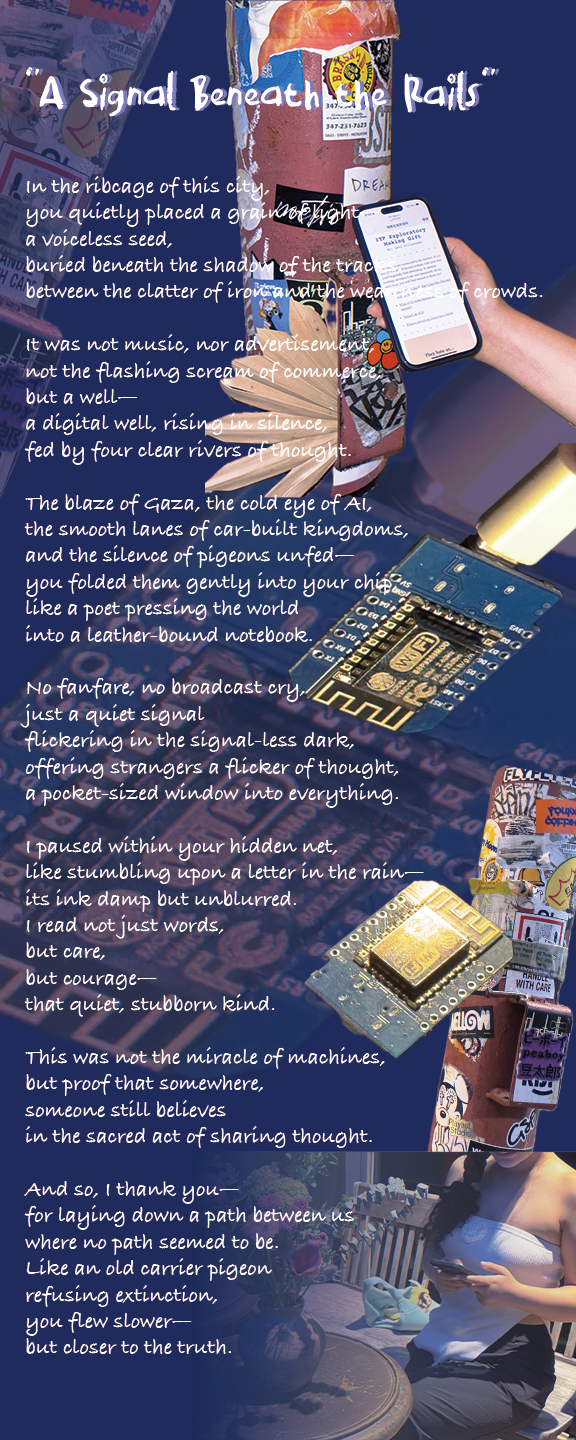 "A Signal Beneath the Rails"
In the ribcage of this city,
you quietly placed a grain of light
a voiceless seed,
buried beneath the shadow of the tracks
between the clatter of iron and the weariness of crowds.
It was not music, nor advertisement,
not the flashing scream of commerce,
but a well—
a digital well, rising in silence,
fed by four clear rivers of thought.
The blaze of Gaza, the cold eye of AI,
the smooth lanes of car-built kingdoms,
and the silence of pigeons unfed—
you folded them gently into your chip
like a poet pressing the world
into a leather-bound notebook.
No fanfare, no broadcast cry,
just a quiet signal
flickering in the signal-less dark,
offering strangers a flicker of thought,
a pocket-sized window into everything.
I paused within your hidden net,
like stumbling upon a letter in the rain—
its ink damp but unblurred.
I read not just words,
but care,
but courage—
that quiet, stubborn kind.
This was not the miracle of machines,
but proof that somewhere,
someone still believes
in the sacred act of sharing thought.
And so, I thank you—
for laying down a path between us
where no path seemed to be.
Like an old carrier pigeon
refusing extinction,
you flew slower—
but closer to the truth.
347-231-7623
DREAM
ITP Exploratory
Making Gift
They have so...
WiFi
HANDLE
WITH CARE
ピーボー
peaboy
豆太郎